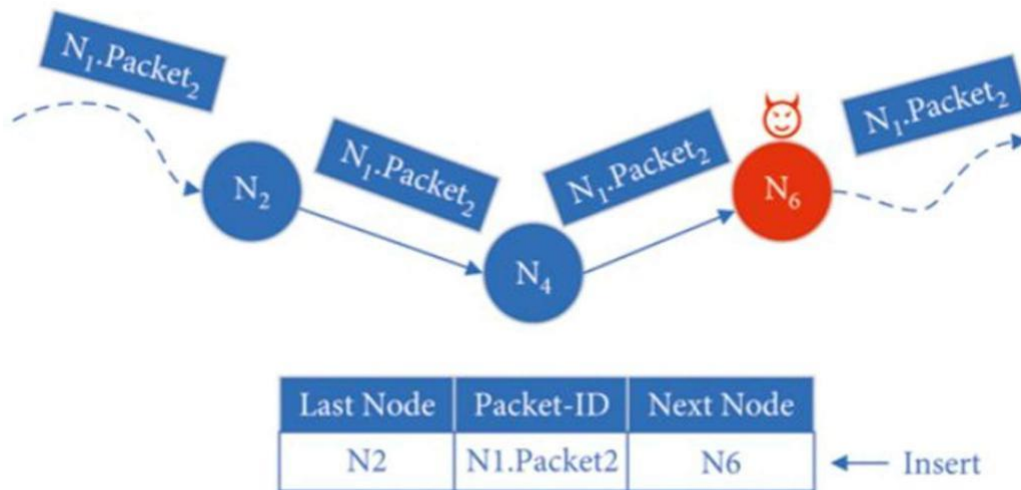 N₁.Packet₂
N₁.Packet₂
N₁.Packet₂
N₁.Packet₂
N₂
N₄
N₆
Last Node Packet-ID Next Node
N2 N1.Packet2 N6 Insert